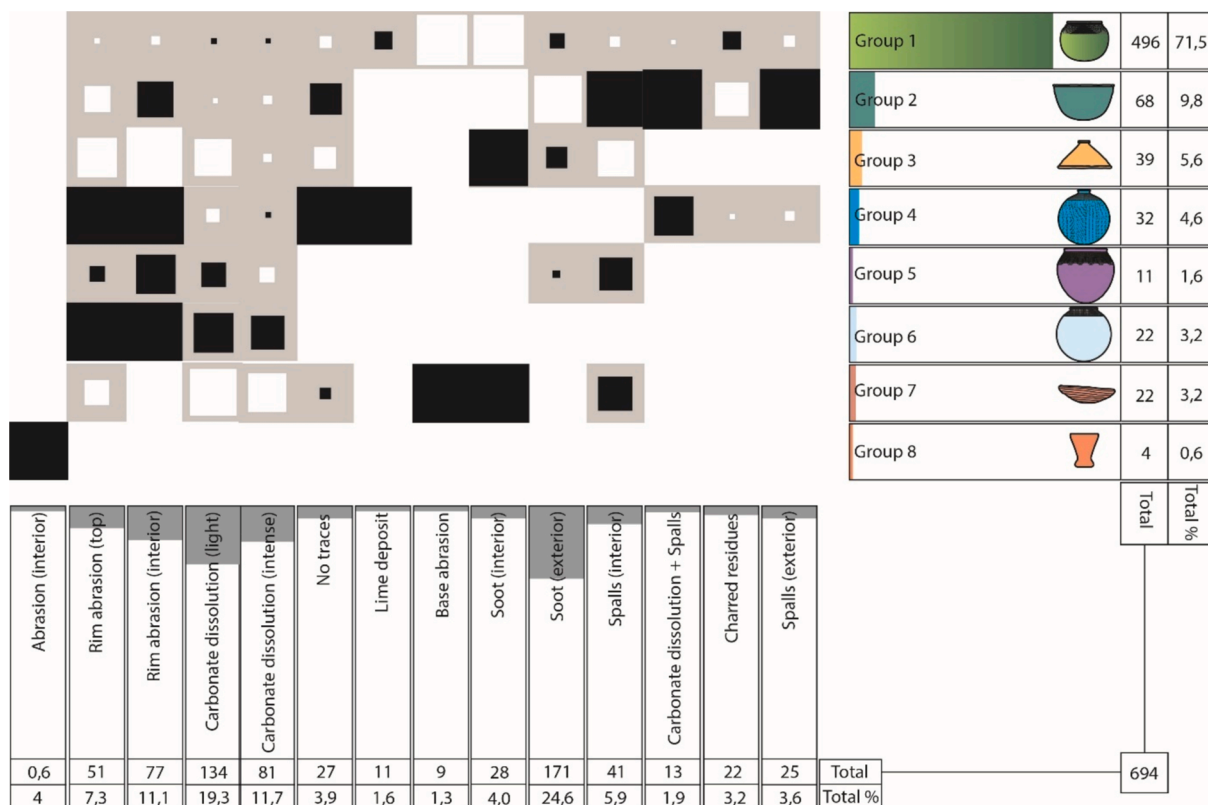 Group 1 496 71,5
Group 2 68 9,8
Group 3 39 5,6
Group 4 32 4,6
Group 5 11 1,6
Group 6 22 3,2
Group 7 22 3,2
Group 8 4 0,6
Total
Total %
Abrasion (interior)
Rim abrasion (top)
Rim abrasion (interior)
Carbonate dissolution (light)
Carbonate dissolution (intense)
No traces
Lime deposit
Base abrasion
Soot (interior)
Soot (exterior)
Spalls (interior)
Carbonate dissolution + Spalls
Charred residues
Spalls (exterior)
0,6 51 77 134 81 27 11 9 28 171 41 13 22 25 Total 694
4 7,3 11,1 19,3 11,7 3,9 1,6 1,3 4,0 24,6 5,9 1,9 3,2 3,6 Total %